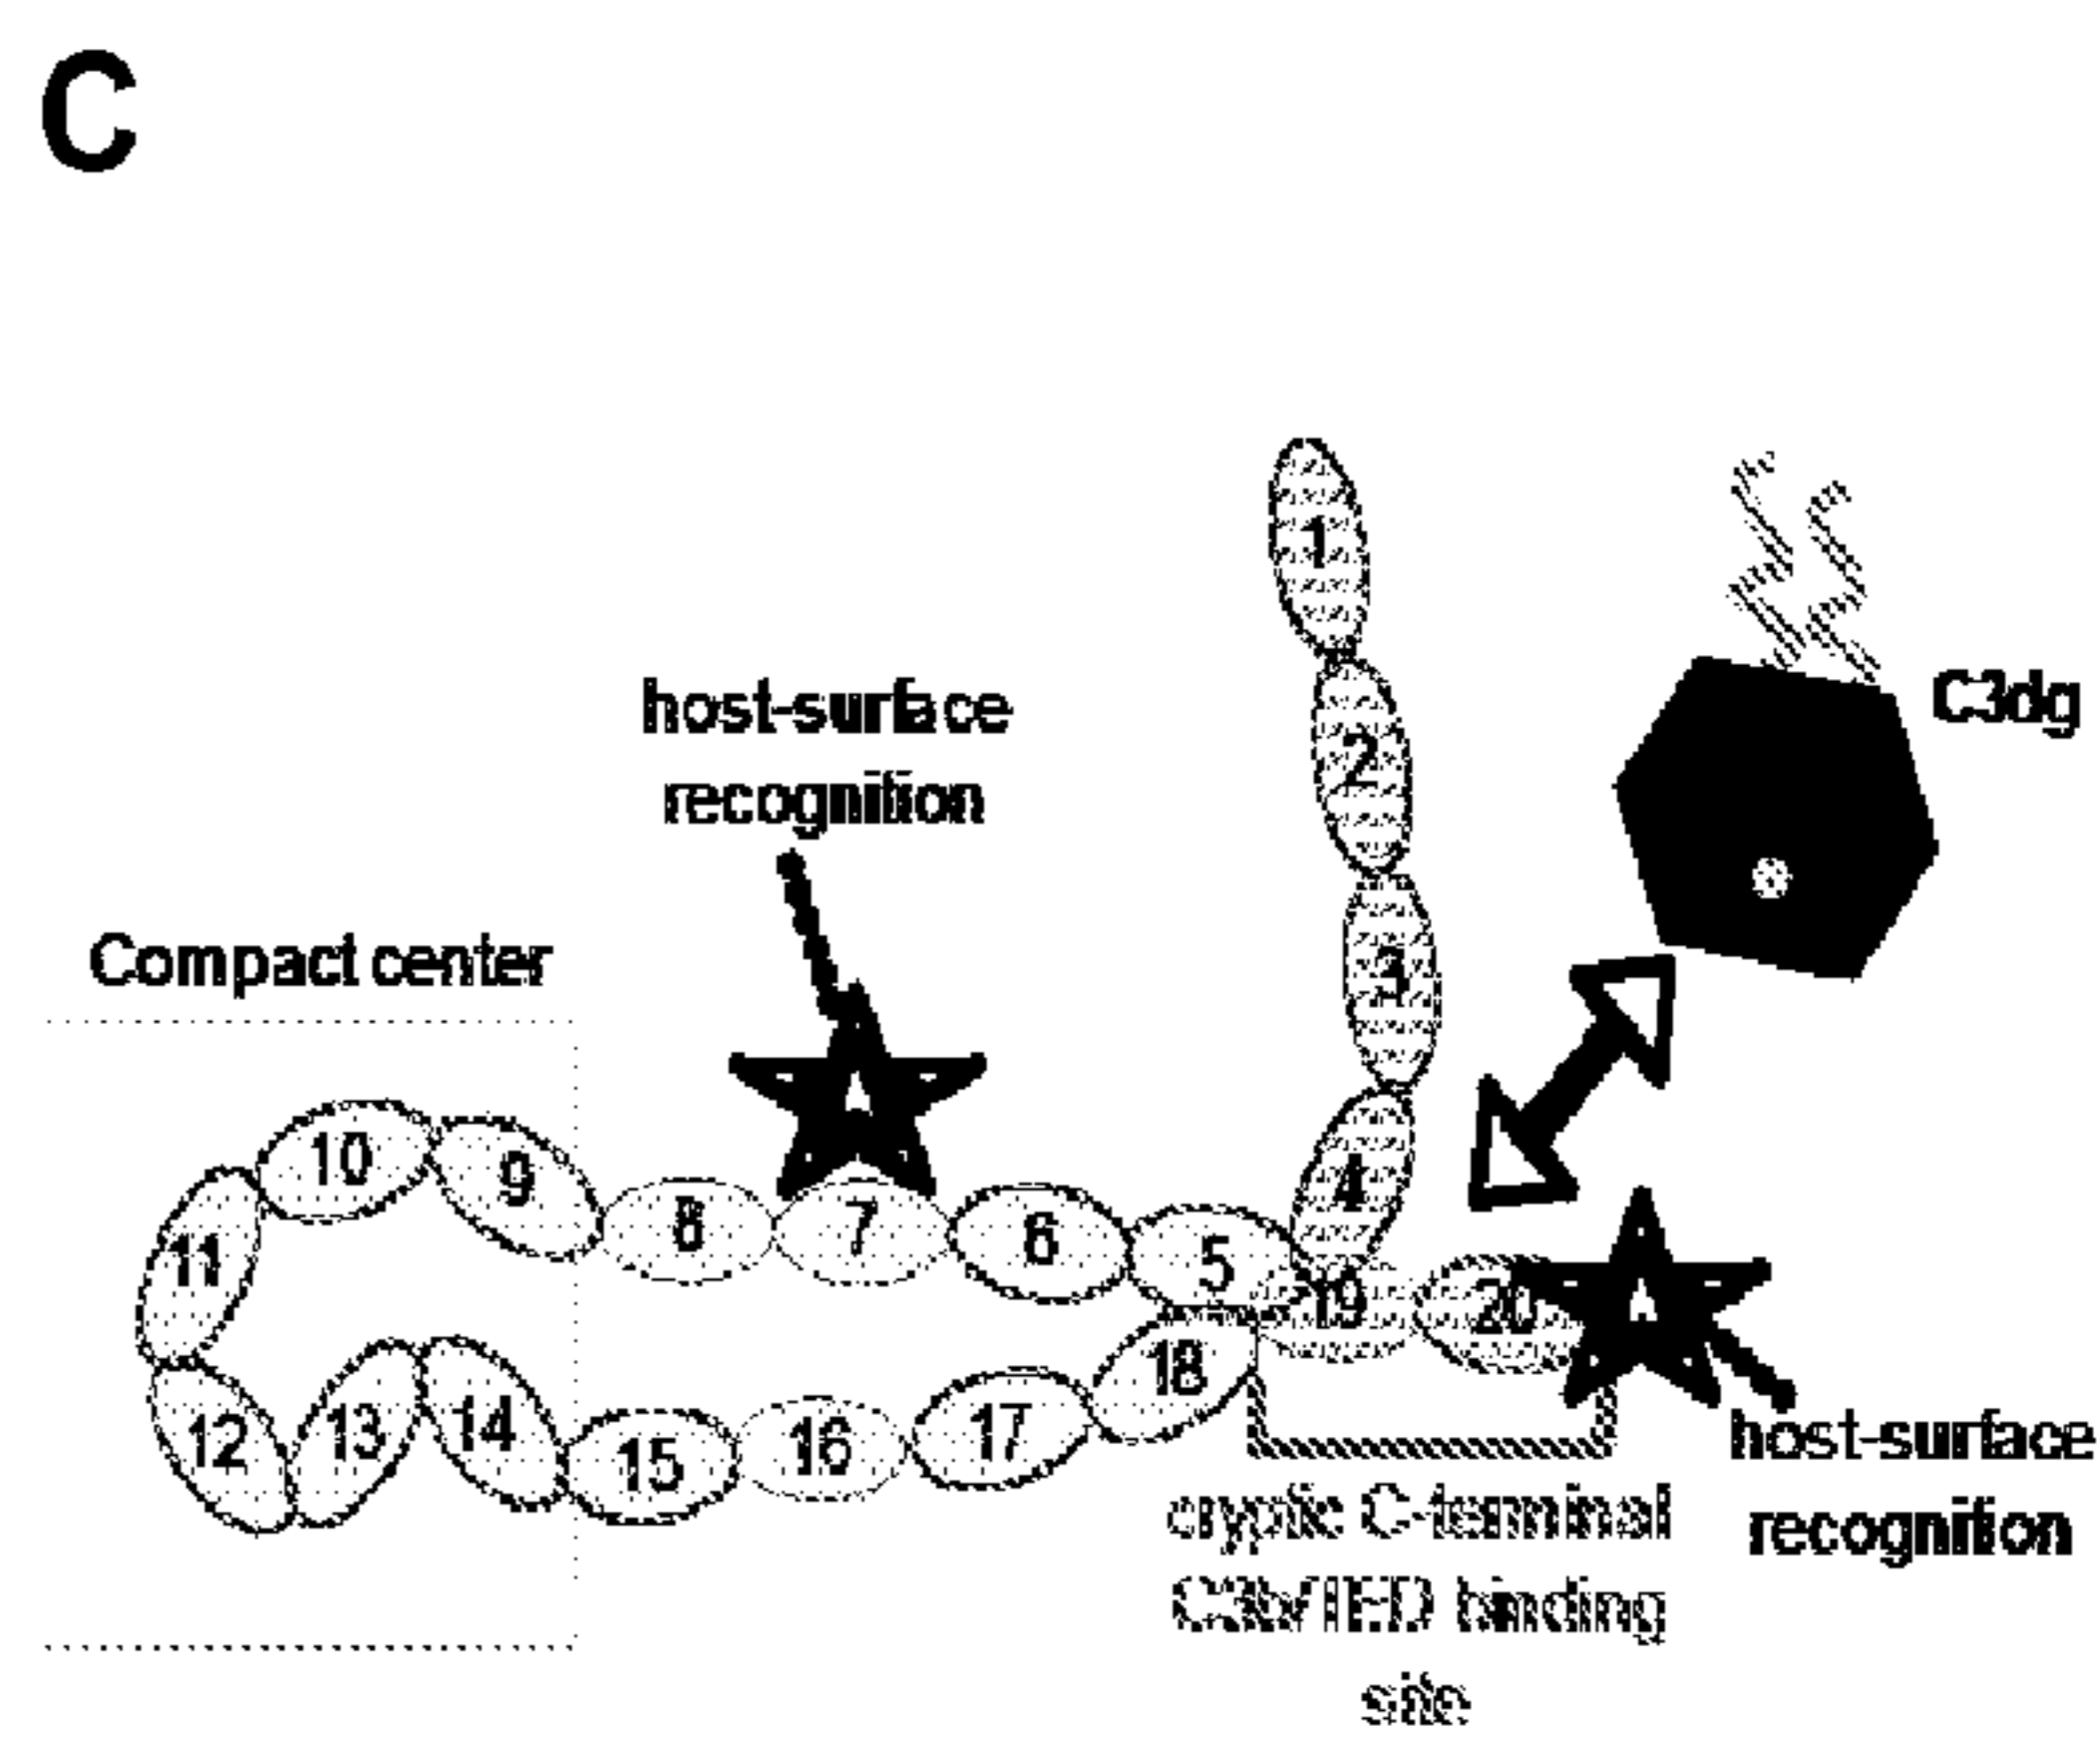 C
1
2
C3dg
host-surface
recognition
3
Compact center
10
9
8
7
6
5
4
11
19
20
18
12
13
14
15
16
17
host-surface
recognition
cryptic C-terminal
C3b/TED binding
site